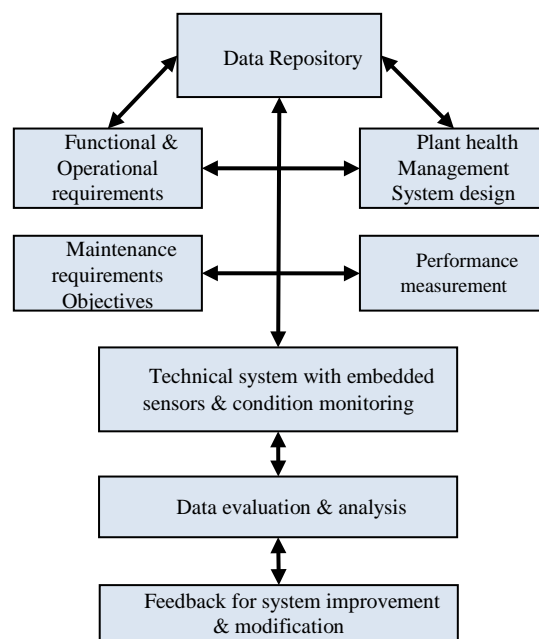 Data Repository
Functional &
Operational
requirements
Plant health
Management
System design
Maintenance
requirements
Objectives
Performance
measurement
Technical system with embedded
sensors & condition monitoring
Data evaluation & analysis
Feedback for system improvement
& modification